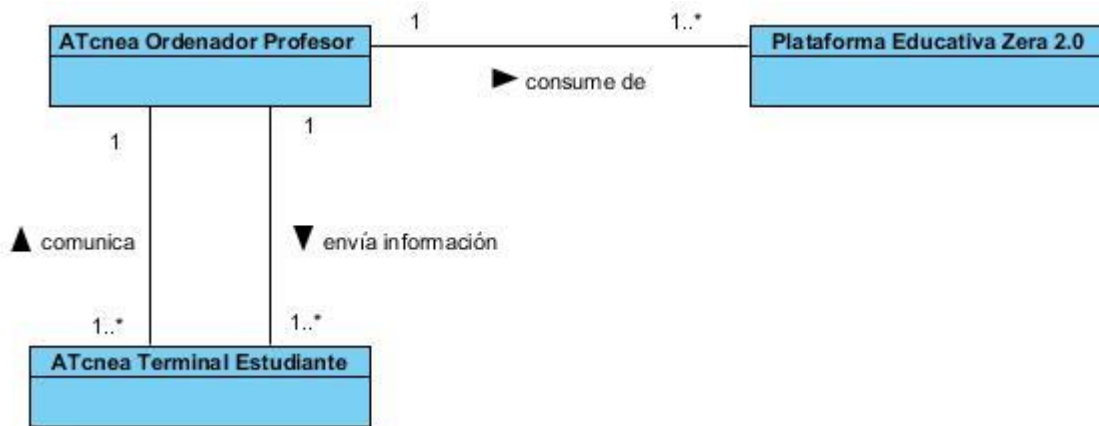 1
1..*
ATcnea Ordenador Profesor
Plataforma Educativa Zera 2.0
► consume de
1
1
▲ comunica
▼ envía información
1..*
1..*
ATcnea Terminal Estudiante